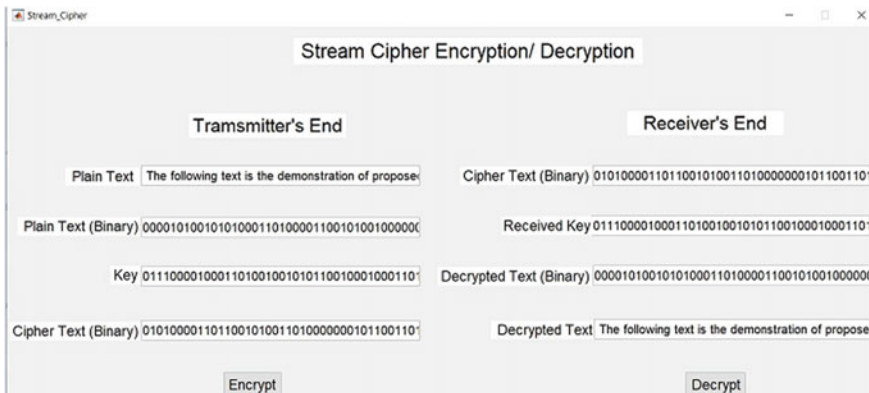 Stream_Cipher
Stream Cipher Encryption/ Decryption
Tramsmitter's End
Plain Text The following text is the demonstration of propose
Plain Text (Binary) 00001010010101000110100001100101001000000
Key 01110000100011010010010101100100010001101
Cipher Text (Binary) 01010000110110010100110100000001011001101
Encrypt
Receiver's End
Cipher Text (Binary) 01010000110110010100110100000001011001101
Received Key 01110000100011010010010101100100010001101
Decrypted Text (Binary) 00001010010101000110100001100101001000000
Decrypted Text The following text is the demonstration of propose
Decrypt